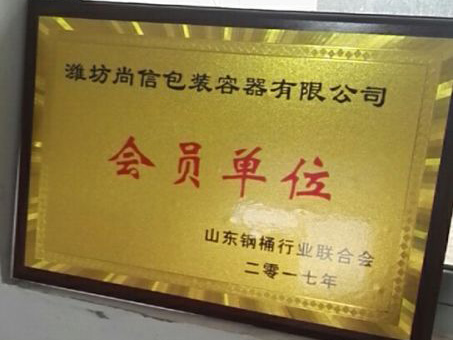 潍坊尚信包装容器有限公司
会员单位
山东钢桶行业联合会
二零一七年